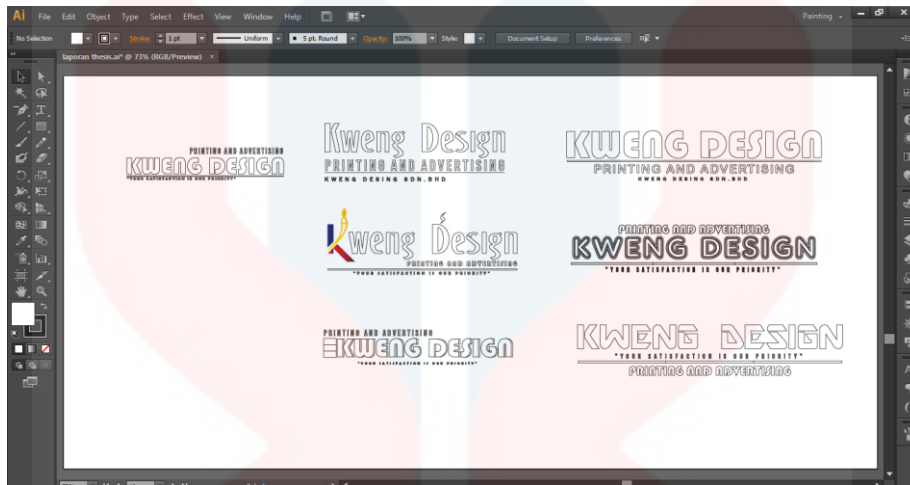 Ai File Edit Object Type Select Effect View Window Help Painting
No Selection Stroke: 1 pt Uniform 5 pt. Round Opacity: 100% Style: Document Setup Preferences
laporan thesis.ai* @ 73% (RGB/Preview) ×
PRINTING AND ADVERTISING
KWENG DESIGN
"YOUR SATISFACTION IS OUR PRIORITY"
Kweng Design
PRINTING AND ADVERTISING
KWENG DESING SDN.BHD
KWENG DESIGN
PRINTING AND ADVERTISING
KWENG DESING SDN.BHD
Kweng Design
PRINTING AND ADVERTISING
"YOUR SATISFACTION IS OUR PRIORITY"
PRINTING AND ADVERTISING
KWENG DESIGN
"YOUR SATISFACTION IS OUR PRIORITY"
PRINTING AND ADVERTISING
KWENG DESIGN
"YOUR SATISFACTION IS OUR PRIORITY"
KWENG DESIGN
"YOUR SATISFACTION IS OUR PRIORITY"
PRINTING AND ADVERTISING